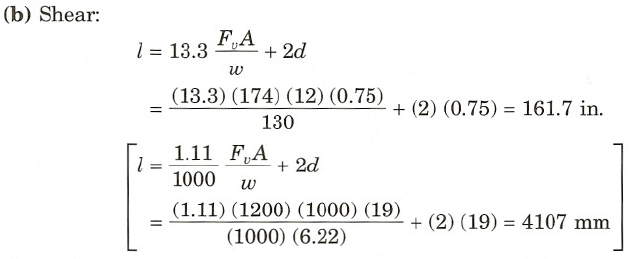 (b) Shear:
l = 13.3 F_vA / w + 2d
= (13.3) (174) (12) (0.75) / 130 + (2) (0.75) = 161.7 in.
[l = 1.11 / 1000 F_vA / w + 2d
= (1.11) (1200) (1000) (19) / (1000) (6.22) + (2) (19) = 4107 mm]